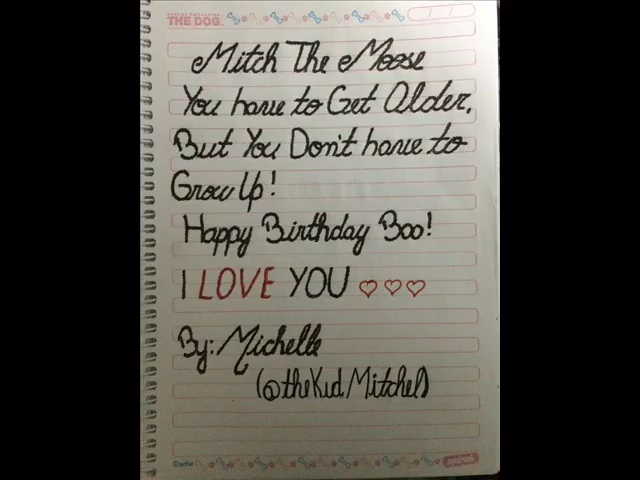 THE DOG
Mitch The Moose
You have to Get Older,
But You Don't have to
Grow Up!
Happy Birthday Boo!
I LOVE YOU ♡♡♡
By: Michelle
(@theKidMitchel)